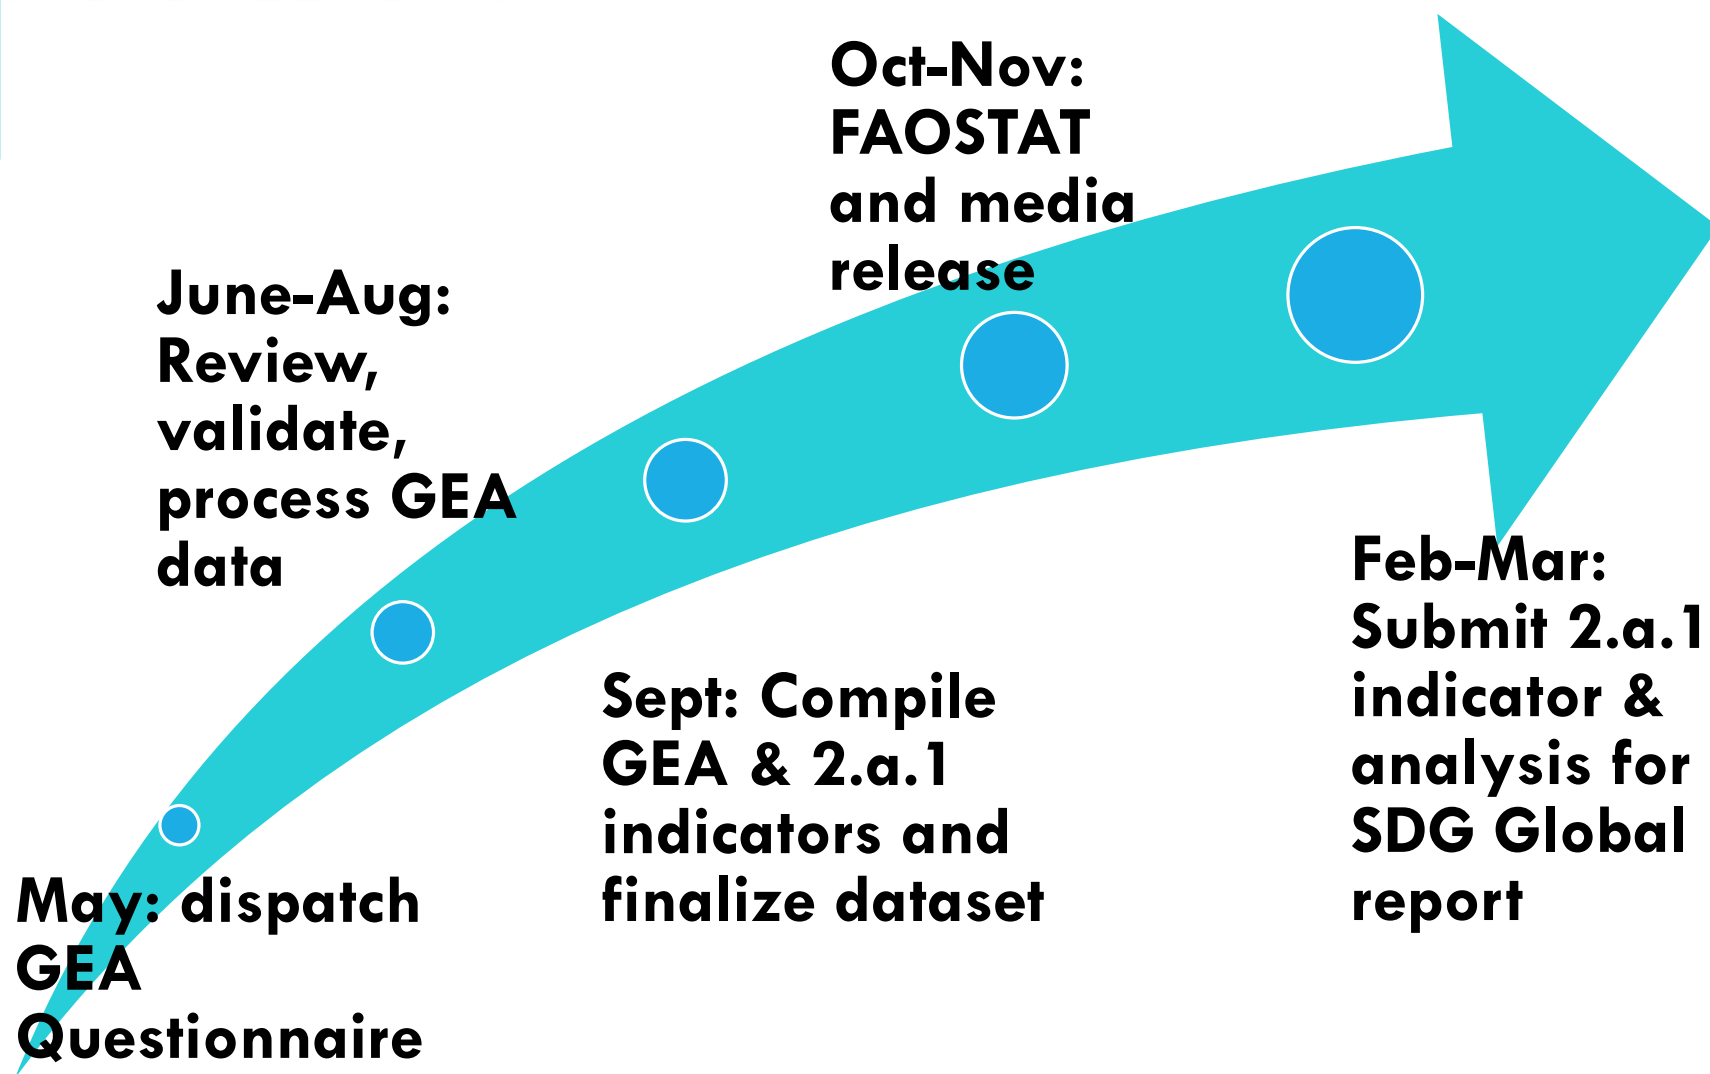 May: dispatch
GEA
Questionnaire
June-Aug:
Review,
validate,
process GEA
data
Sept: Compile
GEA & 2.a.1
indicators and
finalize dataset
Oct-Nov:
FAOSTAT
and media
release
Feb-Mar:
Submit 2.a.1
indicator &
analysis for
SDG Global
report